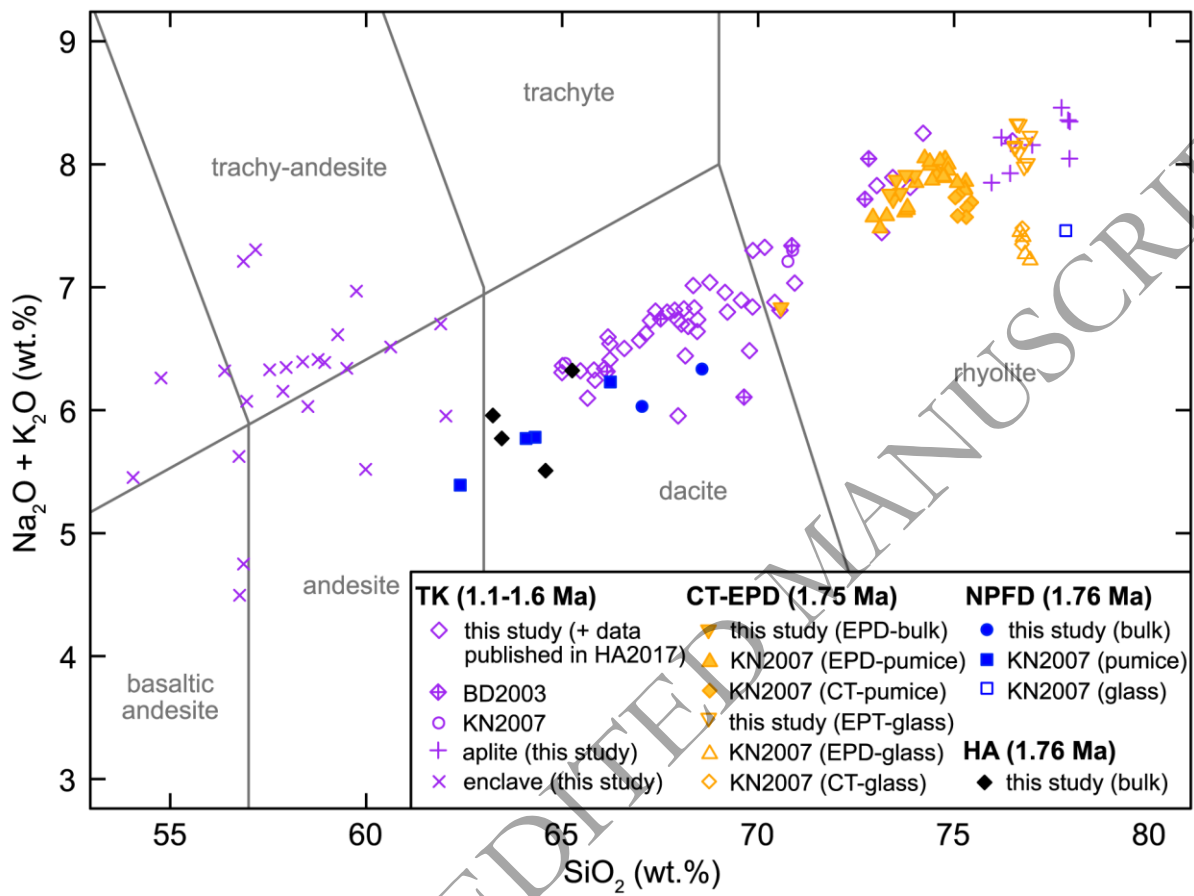 9
8
7
6
5
4
3
Na₂O + K₂O (wt.%)
trachyte
trachy-andesite
rhyolite
dacite
andesite
basaltic
andesite
EDITED MANUSCRI
TK (1.1-1.6 Ma)
this study (+ data
published in HA2017)
BD2003
KN2007
aplite (this study)
enclave (this study)
CT-EPD (1.75 Ma)
this study (EPD-bulk)
KN2007 (EPD-pumice)
KN2007 (CT-pumice)
this study (EPT-glass)
KN2007 (EPD-glass)
KN2007 (CT-glass)
NPFD (1.76 Ma)
this study (bulk)
KN2007 (pumice)
KN2007 (glass)
HA (1.76 Ma)
this study (bulk)
55 60 65 70 75 80
SiO₂ (wt.%)